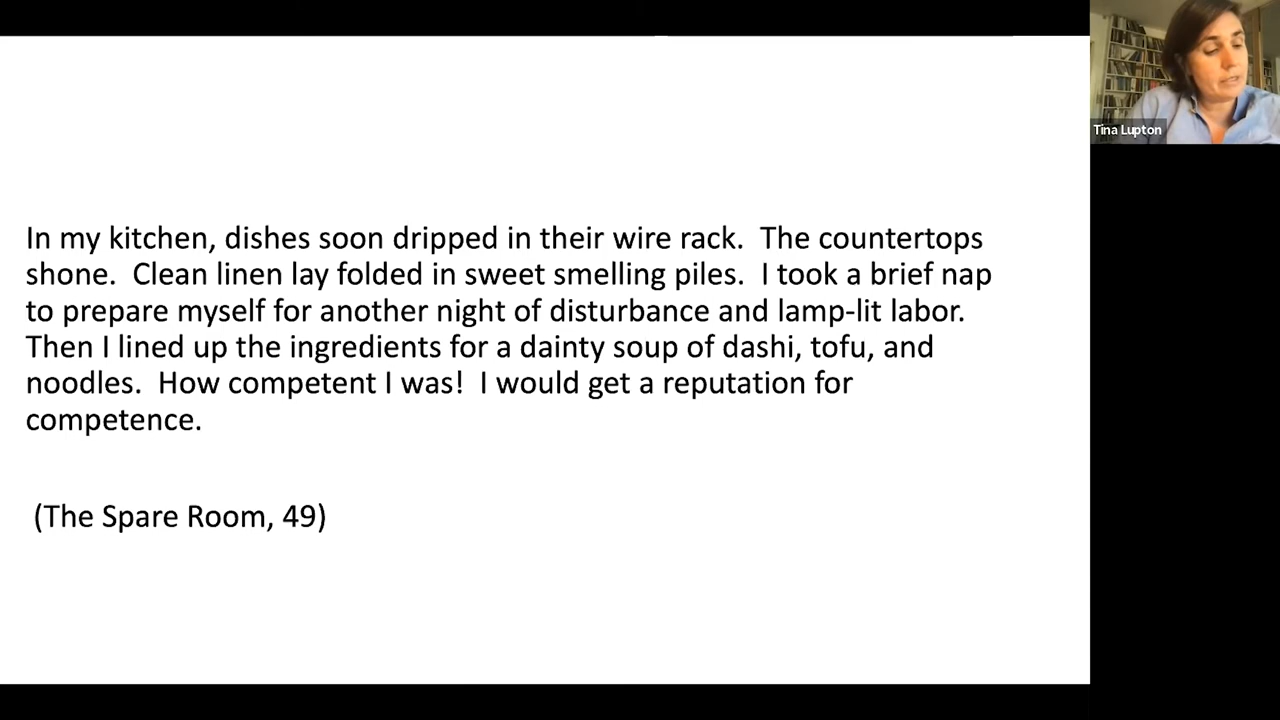 In my kitchen, dishes soon dripped in their wire rack.  The countertops
shone.  Clean linen lay folded in sweet smelling piles.  I took a brief nap
to prepare myself for another night of disturbance and lamp-lit labor.
Then I lined up the ingredients for a dainty soup of dashi, tofu, and
noodles.  How competent I was!  I would get a reputation for
competence.
(The Spare Room, 49)
Tina Lupton